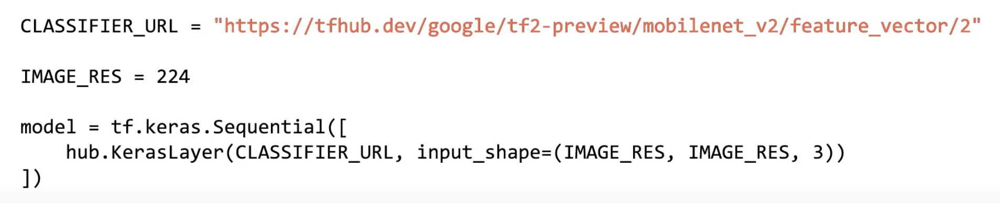 CLASSIFIER_URL = "https://tfhub.dev/google/tf2-preview/mobilenet_v2/feature_vector/2"
IMAGE_RES = 224
model = tf.keras.Sequential([
    hub.KerasLayer(CLASSIFIER_URL, input_shape=(IMAGE_RES, IMAGE_RES, 3))
])